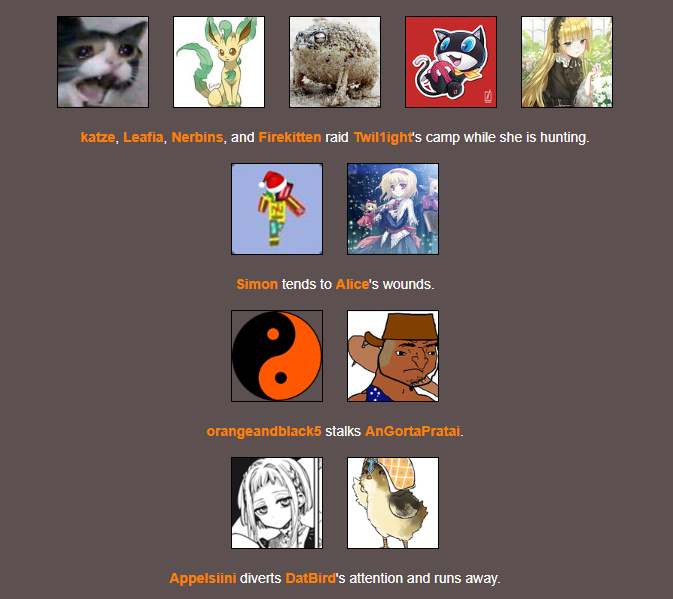 katze, Leafia, Nerbins, and Firekitten raid Twil1ight's camp while she is hunting.
Simon tends to Alice's wounds.
orangeandblack5 stalks AnGortaPratai.
Appelsiini diverts DatBird's attention and runs away.